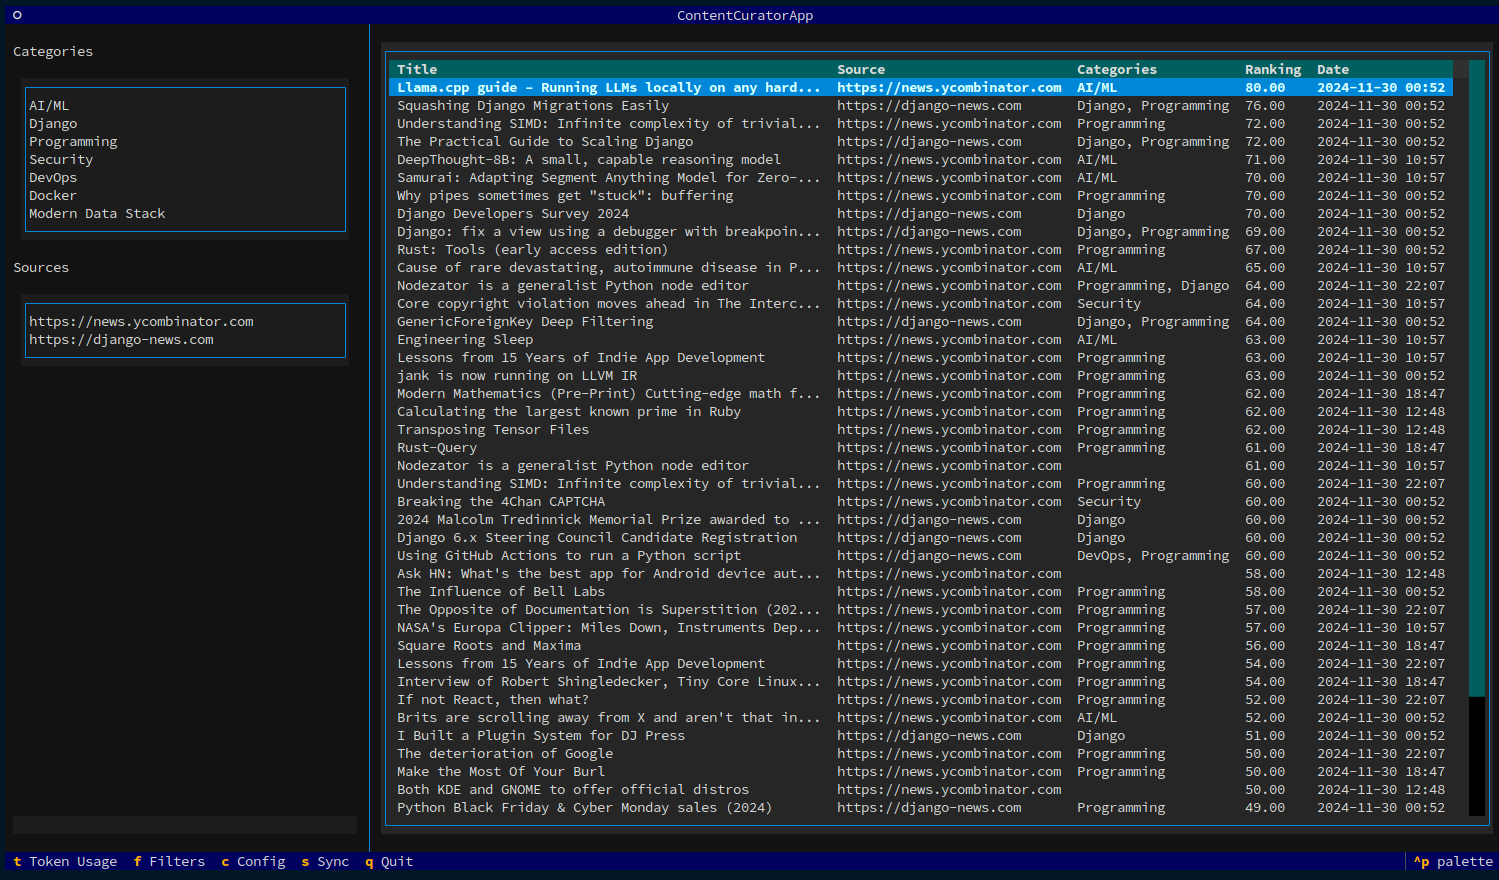 ContentCuratorApp
Categories
AI/ML
Django
Programming
Security
DevOps
Docker
Modern Data Stack
Sources
https://news.ycombinator.com
https://django-news.com
Title Source Categories Ranking Date
Llama.cpp guide – Running LLMs locally on any hard... https://news.ycombinator.com AI/ML 80.00 2024-11-30 00:52
Squashing Django Migrations Easily https://django-news.com Django, Programming 76.00 2024-11-30 00:52
Understanding SIMD: Infinite complexity of trivial... https://news.ycombinator.com Programming 72.00 2024-11-30 00:52
The Practical Guide to Scaling Django https://django-news.com Django, Programming 72.00 2024-11-30 00:52
DeepThought-8B: A small, capable reasoning model https://news.ycombinator.com AI/ML 71.00 2024-11-30 10:57
Samurai: Adapting Segment Anything Model for Zero-... https://news.ycombinator.com AI/ML 70.00 2024-11-30 10:57
Why pipes sometimes get "stuck": buffering https://news.ycombinator.com Programming 70.00 2024-11-30 00:52
Django Developers Survey 2024 https://django-news.com Django 70.00 2024-11-30 00:52
Django: fix a view using a debugger with breakpoin... https://django-news.com Django, Programming 69.00 2024-11-30 00:52
Rust: Tools (early access edition) https://news.ycombinator.com Programming 67.00 2024-11-30 00:52
Cause of rare devastating, autoimmune disease in P... https://news.ycombinator.com AI/ML 65.00 2024-11-30 10:57
Nodezator is a generalist Python node editor https://news.ycombinator.com Programming, Django 64.00 2024-11-30 22:07
Core copyright violation moves ahead in The Interc... https://news.ycombinator.com Security 64.00 2024-11-30 10:57
GenericForeignKey Deep Filtering https://django-news.com Django, Programming 64.00 2024-11-30 00:52
Engineering Sleep https://news.ycombinator.com AI/ML 63.00 2024-11-30 10:57
Lessons from 15 Years of Indie App Development https://news.ycombinator.com Programming 63.00 2024-11-30 10:57
jank is now running on LLVM IR https://news.ycombinator.com Programming 63.00 2024-11-30 00:52
Modern Mathematics (Pre-Print) Cutting-edge math f... https://news.ycombinator.com Programming 62.00 2024-11-30 18:47
Calculating the largest known prime in Ruby https://news.ycombinator.com Programming 62.00 2024-11-30 12:48
Transposing Tensor Files https://news.ycombinator.com Programming 62.00 2024-11-30 12:48
Rust-Query https://news.ycombinator.com Programming 61.00 2024-11-30 18:47
Nodezator is a generalist Python node editor https://news.ycombinator.com 61.00 2024-11-30 10:57
Understanding SIMD: Infinite complexity of trivial... https://news.ycombinator.com Programming 60.00 2024-11-30 22:07
Breaking the 4Chan CAPTCHA https://news.ycombinator.com Security 60.00 2024-11-30 00:52
2024 Malcolm Tredinnick Memorial Prize awarded to ... https://django-news.com Django 60.00 2024-11-30 00:52
Django 6.x Steering Council Candidate Registration https://django-news.com Django 60.00 2024-11-30 00:52
Using GitHub Actions to run a Python script https://django-news.com DevOps, Programming 60.00 2024-11-30 00:52
Ask HN: What's the best app for Android device aut... https://news.ycombinator.com 58.00 2024-11-30 12:48
The Influence of Bell Labs https://news.ycombinator.com Programming 58.00 2024-11-30 00:52
The Opposite of Documentation is Superstition (202... https://news.ycombinator.com Programming 57.00 2024-11-30 22:07
NASA's Europa Clipper: Miles Down, Instruments Dep... https://news.ycombinator.com Programming 57.00 2024-11-30 10:57
Square Roots and Maxima https://news.ycombinator.com Programming 56.00 2024-11-30 18:47
Lessons from 15 Years of Indie App Development https://news.ycombinator.com Programming 54.00 2024-11-30 22:07
Interview of Robert Shingledecker, Tiny Core Linux... https://news.ycombinator.com Programming 54.00 2024-11-30 18:47
If not React, then what? https://news.ycombinator.com Programming 52.00 2024-11-30 22:07
Brits are scrolling away from X and aren't that in... https://news.ycombinator.com AI/ML 52.00 2024-11-30 00:52
I Built a Plugin System for DJ Press https://django-news.com Django 51.00 2024-11-30 00:52
The deterioration of Google https://news.ycombinator.com Programming 50.00 2024-11-30 22:07
Make the Most Of Your Burl https://news.ycombinator.com Programming 50.00 2024-11-30 18:47
Both KDE and GNOME to offer official distros https://news.ycombinator.com 50.00 2024-11-30 12:48
Python Black Friday & Cyber Monday sales (2024) https://django-news.com Programming 49.00 2024-11-30 00:52
t Token Usage f Filters c Config s Sync q Quit ^p palette